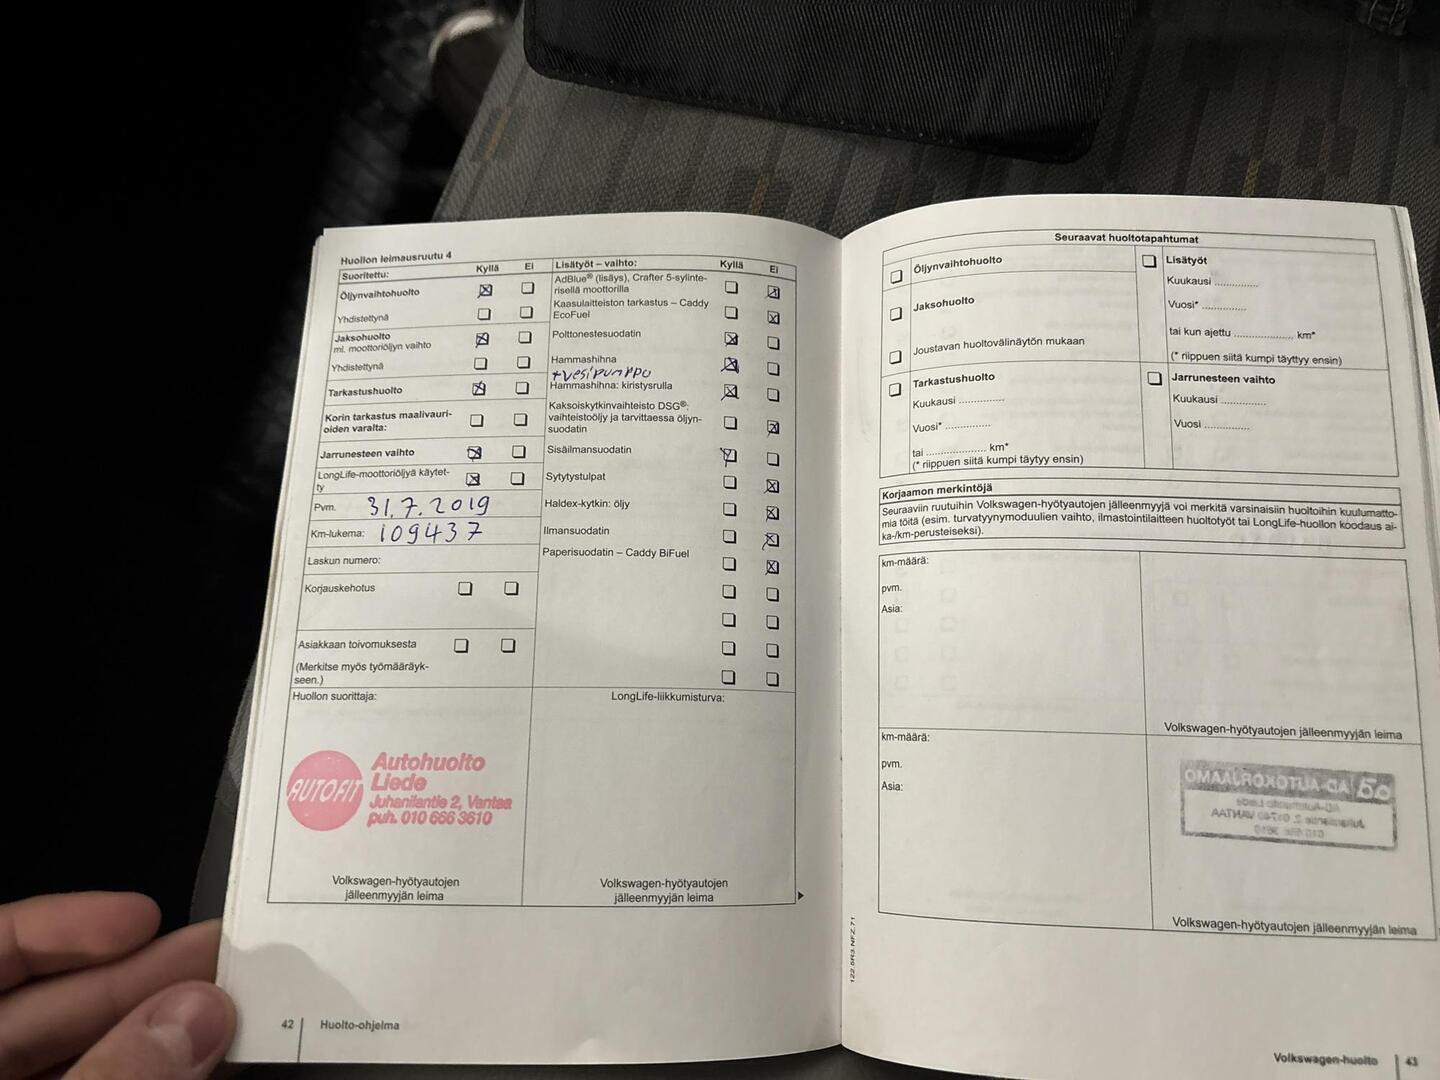 Huollon leimausruutu 4
Suoritettu:
Kyllä
Ei
Öljynvaihtohuolto
Yhdistettynä
Jaksohuolto
ml. moottoriöljyn vaihto
Yhdistettynä
Tarkastushuolto
Korin tarkastus maalivauri-
oiden varalta:
Jarrunesteen vaihto
LongLife-moottoriöljyä käytet-
ty
Pvm. 31.7.2019
Km-lukema: 109437
Laskun numero:
Korjauskehotus
Asiakkaan toivomuksesta
(Merkitse myös työmääräyk-
seen.)
Huollon suorittaja:
AUTOFIT
Autohuolto
Liede
Juhanilantie 2, Vantaa
puh. 010 666 3610
Volkswagen-hyötyautojen
jälleenmyyjän leima
Lisätyöt – vaihto:
Kyllä
Ei
AdBlue® (lisäys), Crafter 5-sylinte-
risellä moottorilla
Kaasulaitteiston tarkastus – Caddy
EcoFuel
Polttonestesuodatin
Hammashihna
+vesipumppu
Hammashihna: kiristysrulla
Kaksoiskytkinvaihteisto DSG®:
vaihteistoöljy ja tarvittaessa öljyn-
suodatin
Sisäilmansuodatin
Sytytystulpat
Haldex-kytkin: öljy
Ilmansuodatin
Paperisuodatin – Caddy BiFuel
LongLife-liikkumisturva:
Volkswagen-hyötyautojen
jälleenmyyjän leima
42
Huolto-ohjelma
Seuraavat huoltotapahtumat
Öljynvaihtohuolto
Jaksohuolto
Joustavan huoltovälinäytön mukaan
Tarkastushuolto
Kuukausi ..............
Vuosi* ..............
tai .................... km*
(* riippuen siitä kumpi täytyy ensin)
Lisätyöt
Kuukausi ..............
Vuosi* ..............
tai kun ajettu .................... km*
(* riippuen siitä kumpi täyttyy ensin)
Jarrunesteen vaihto
Kuukausi ..............
Vuosi ..............
Korjaamon merkintöjä
Seuraaviin ruutuihin Volkswagen-hyötyautojen jälleenmyyjä voi merkitä varsinaisiin huoltoihin kuulumatto-
mia töitä (esim. turvatyynymoduulien vaihto, ilmastointilaitteen huoltotyöt tai LongLife-huollon koodaus ai-
ka-/km-perusteiseksi).
km-määrä:
pvm.
Asia:
Volkswagen-hyötyautojen jälleenmyyjän leima
km-määrä:
pvm.
Asia:
Volkswagen-hyötyautojen jälleenmyyjän leima
122.5R3.NFZ.71
Volkswagen-huolto
43